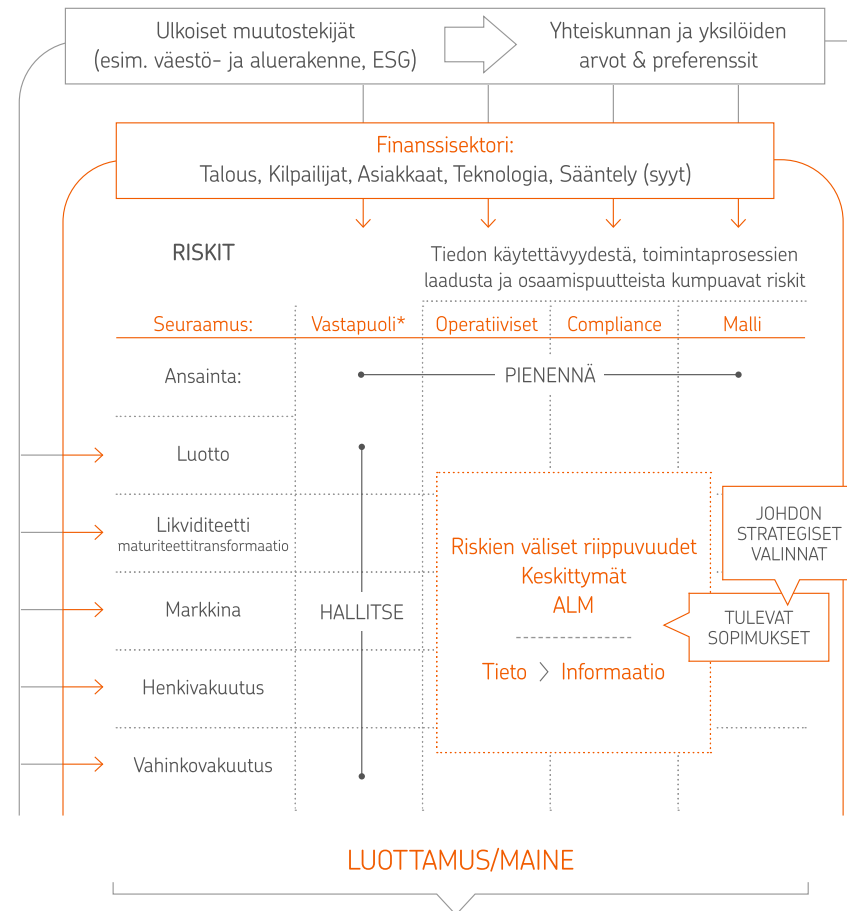 Ulkoiset muutostekijät
(esim. väestö- ja aluerakenne, ESG)
Yhteiskunnan ja yksilöiden
arvot & preferenssit
Finanssisektori:
Talous, Kilpailijat, Asiakkaat, Teknologia, Sääntely (syyt)
RISKIT
Tiedon käytettävyydestä, toimintaprosessien
laadusta ja osaamispuutteista kumpuavat riskit
Seuraamus:
Vastapuoli*
Operatiiviset
Compliance
Malli
Ansainta:
PIENENNÄ
Luotto
Likviditeetti
maturiteettitransformaatio
Markkina
Henkivakuutus
Vahinkovakuutus
HALLITSE
Riskien väliset riippuvuudet
Keskittymät
ALM
Tieto > Informaatio
JOHDON
STRATEGISET
VALINNAT
TULEVAT
SOPIMUKSET
LUOTTAMUS/MAINE